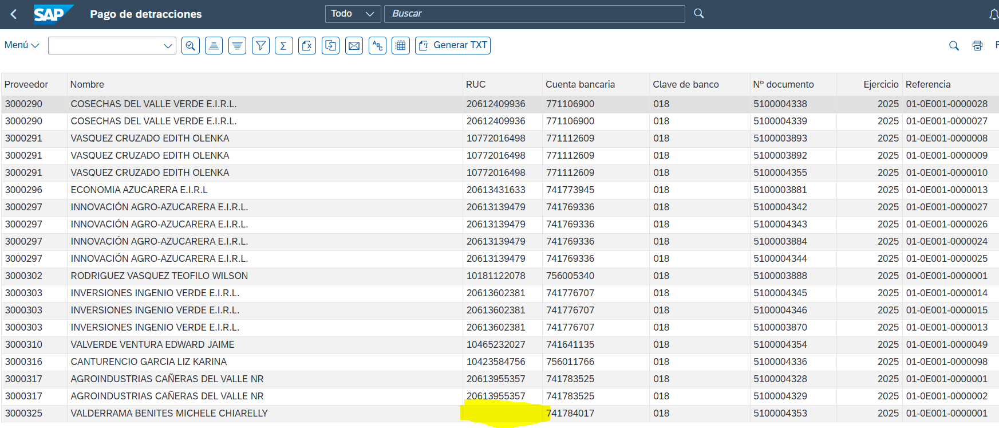 SAP Pago de detracciones Todo Buscar
Menú Generar TXT
Proveedor Nombre RUC Cuenta bancaria Clave de banco Nº documento Ejercicio Referencia
3000290 COSECHAS DEL VALLE VERDE E.I.R.L. 20612409936 771106900 018 5100004338 2025 01-0E001-0000028
3000290 COSECHAS DEL VALLE VERDE E.I.R.L. 20612409936 771106900 018 5100004339 2025 01-0E001-0000027
3000291 VASQUEZ CRUZADO EDITH OLENKA 10772016498 771112609 018 5100003893 2025 01-0E001-0000008
3000291 VASQUEZ CRUZADO EDITH OLENKA 10772016498 771112609 018 5100003892 2025 01-0E001-0000009
3000291 VASQUEZ CRUZADO EDITH OLENKA 10772016498 771112609 018 5100004355 2025 01-0E001-0000010
3000296 ECONOMIA AZUCARERA E.I.R.L 20613431633 741773945 018 5100003881 2025 01-0E001-0000013
3000297 INNOVACIÓN AGRO-AZUCARERA E.I.R.L. 20613139479 741769336 018 5100004342 2025 01-0E001-0000027
3000297 INNOVACIÓN AGRO-AZUCARERA E.I.R.L. 20613139479 741769336 018 5100004343 2025 01-0E001-0000026
3000297 INNOVACIÓN AGRO-AZUCARERA E.I.R.L. 20613139479 741769336 018 5100003884 2025 01-0E001-0000024
3000297 INNOVACIÓN AGRO-AZUCARERA E.I.R.L. 20613139479 741769336 018 5100004344 2025 01-0E001-0000025
3000302 RODRIGUEZ VASQUEZ TEOFILO WILSON 10181122078 756005340 018 5100003888 2025 01-0E001-0000001
3000303 INVERSIONES INGENIO VERDE E.I.R.L. 20613602381 741776707 018 5100004345 2025 01-0E001-0000014
3000303 INVERSIONES INGENIO VERDE E.I.R.L. 20613602381 741776707 018 5100004346 2025 01-0E001-0000015
3000303 INVERSIONES INGENIO VERDE E.I.R.L. 20613602381 741776707 018 5100003870 2025 01-0E001-0000013
3000310 VALVERDE VENTURA EDWARD JAIME 10465232027 741641135 018 5100004354 2025 01-0E001-0000049
3000316 CANTURENCIO GARCIA LIZ KARINA 10423584756 756011766 018 5100004336 2025 01-0E001-0000098
3000317 AGROINDUSTRIAS CAÑERAS DEL VALLE NR 20613955357 741783525 018 5100004328 2025 01-0E001-0000001
3000317 AGROINDUSTRIAS CAÑERAS DEL VALLE NR 20613955357 741783525 018 5100004329 2025 01-0E001-0000002
3000325 VALDERRAMA BENITES MICHELE CHIARELLY 741784017 018 5100004353 2025 01-0E001-0000001